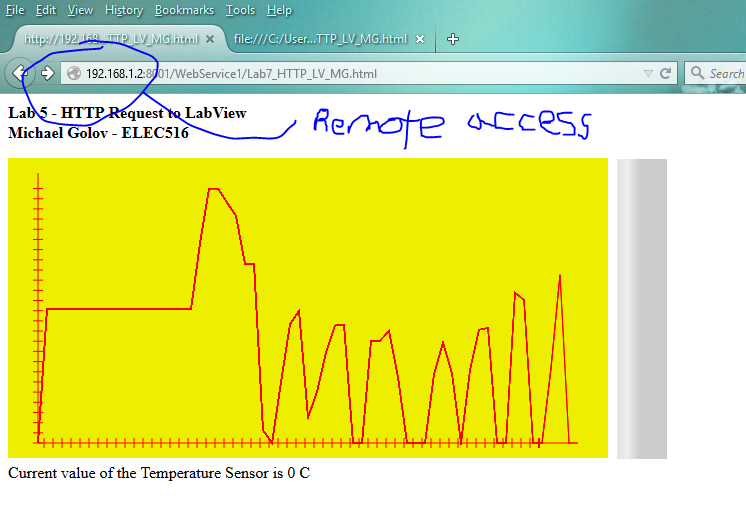 File Edit View History Bookmarks Tools Help
http://192.168...TTP_LV_MG.html × file:///C:/User...TTP_LV_MG.html × +
192.168.1.2:8001/WebService1/Lab7_HTTP_LV_MG.html Search
Lab 5 - HTTP Request to LabView
Remote access
Michael Golov - ELEC516
Current value of the Temperature Sensor is 0 C